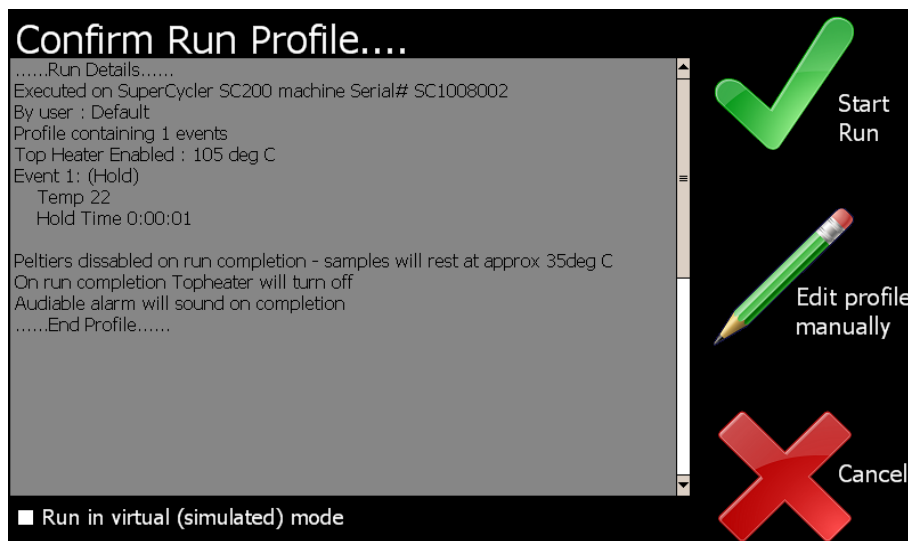 Confirm Run Profile....
......Run Details......
Executed on SuperCycler SC200 machine Serial# SC1008002
By user : Default
Profile containing 1 events
Top Heater Enabled : 105 deg C
Event 1: (Hold)
Temp 22
Hold Time 0:00:01
Peltiers dissabled on run completion - samples will rest at approx 35deg C
On run completion Topheater will turn off
Audiable alarm will sound on completion
......End Profile......
Run in virtual (simulated) mode
Start
Run
Edit profile
manually
Cancel